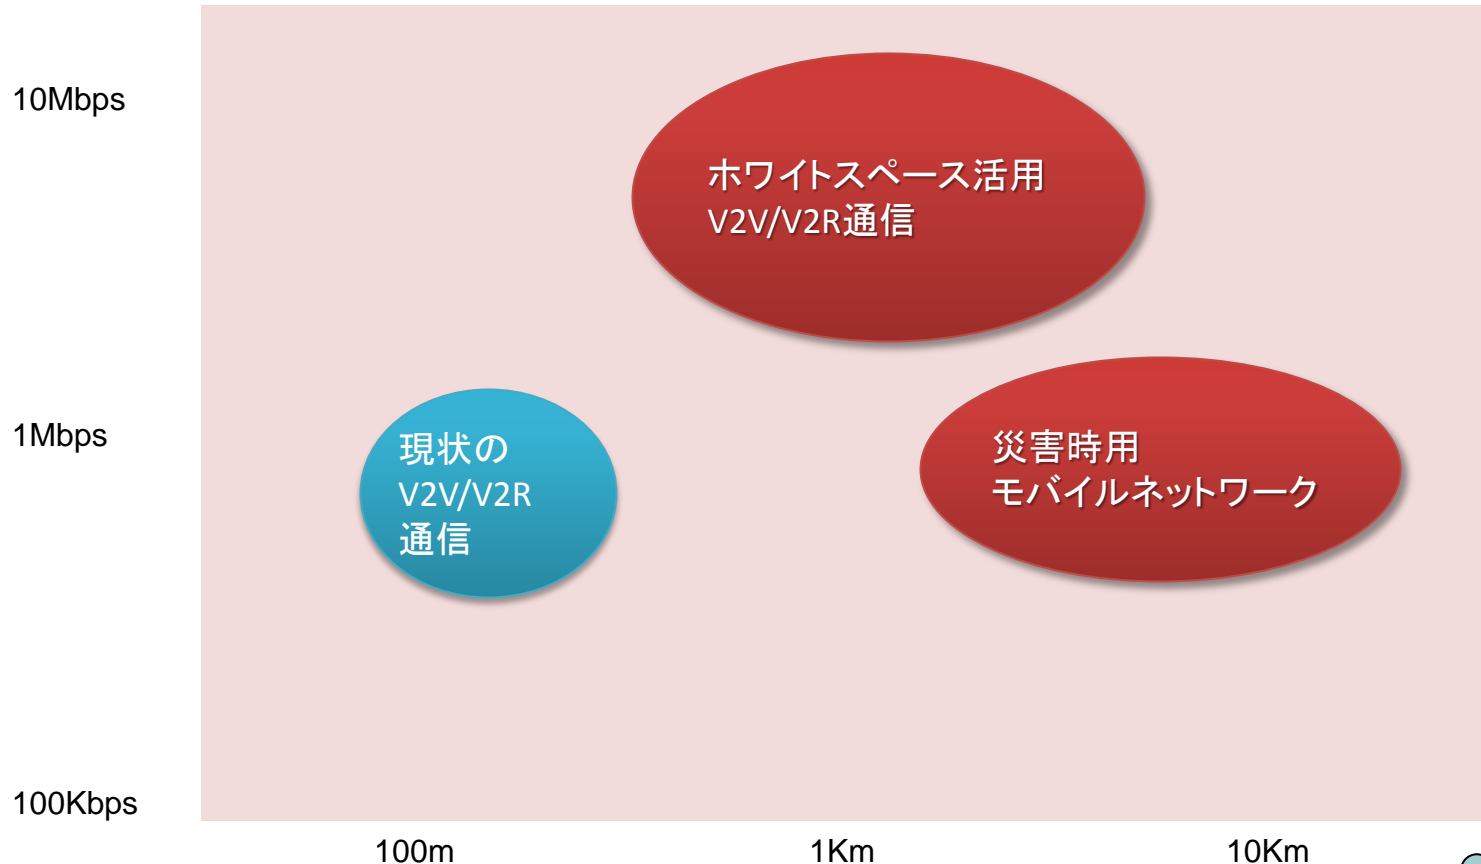 10Mbps
ホワイトスペース活用
V2V/V2R通信
1Mbps
現状の
V2V/V2R
通信
災害時用
モバイルネットワーク
100Kbps
100m
1Km
10Km